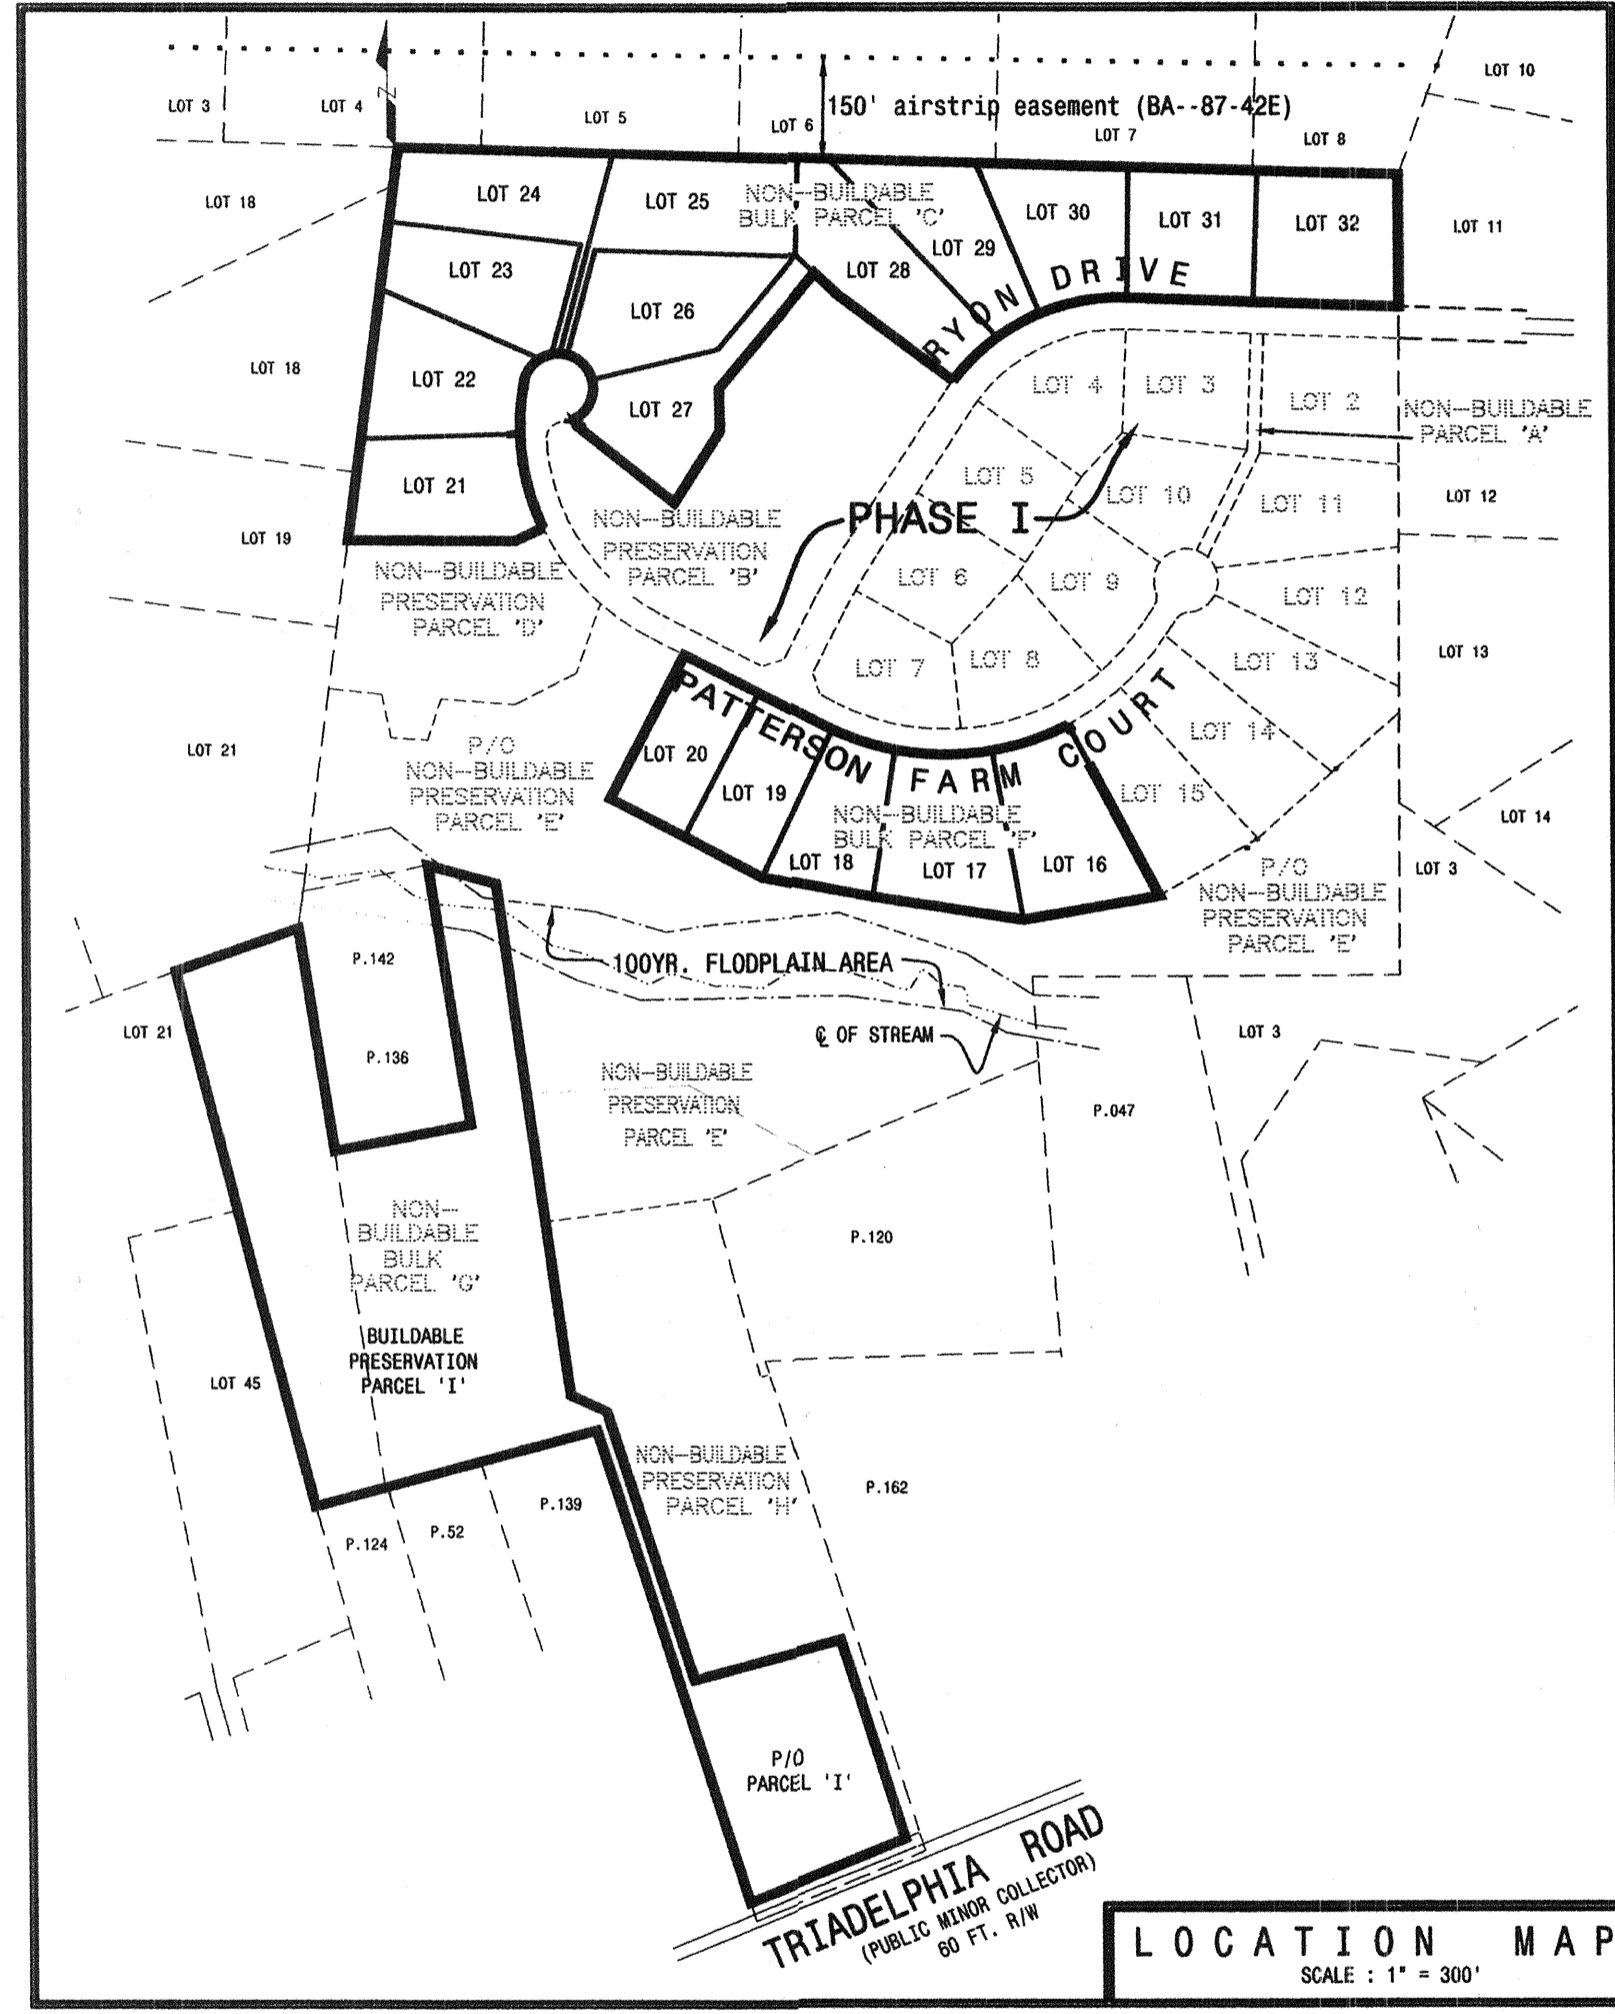 LOT 10
LOT 3
LOT 4
N
LOT 5
LOT 6
150' airstrip easement (BA--87-42E)
LOT 7
LOT 8
LOT 18
LOT 24
LOT 25
NON-BUILDABLE
BULK PARCEL 'C'
LOT 30
LOT 31
LOT 32
LOT 11
LOT 23
LOT 28
LOT 29
RYON DRIVE
LOT 26
LOT 18
LOT 22
LOT 27
LOT 4
LOT 3
LOT 2
NON-BUILDABLE
PARCEL 'A'
LOT 21
LOT 5
LOT 10
LOT 11
LOT 12
PHASE I
NON-BUILDABLE
PRESERVATION
PARCEL 'B'
LOT 19
NON-BUILDABLE
PRESERVATION
PARCEL 'D'
LOT 6
LOT 9
LOT 12
LOT 7
LOT 8
LOT 13
LOT 13
PATTERSON FARM COURT
LOT 14
LOT 21
P/O
NON-BUILDABLE
PRESERVATION
PARCEL 'E'
LOT 20
LOT 19
LOT 15
NON-BUILDABLE
BULK PARCEL 'F'
LOT 18
LOT 17
LOT 16
LOT 14
LOT 3
P/O
NON-BUILDABLE
PRESERVATION
PARCEL 'E'
P.142
100YR. FLODPLAIN AREA
LOT 21
P.136
℄ OF STREAM
LOT 3
NON-BUILDABLE
PRESERVATION
PARCEL 'E'
P.047
NON-
BUILDABLE
BULK
PARCEL 'G'
P.120
BUILDABLE
PRESERVATION
PARCEL 'I'
LOT 45
NON-BUILDABLE
PRESERVATION
PARCEL 'H'
P.162
P.139
P.52
P.124
P/O
PARCEL 'I'
TRIADELPHIA ROAD
(PUBLIC MINOR COLLECTOR)
60 FT. R/W
LOCATION MAP
SCALE : 1" = 300'